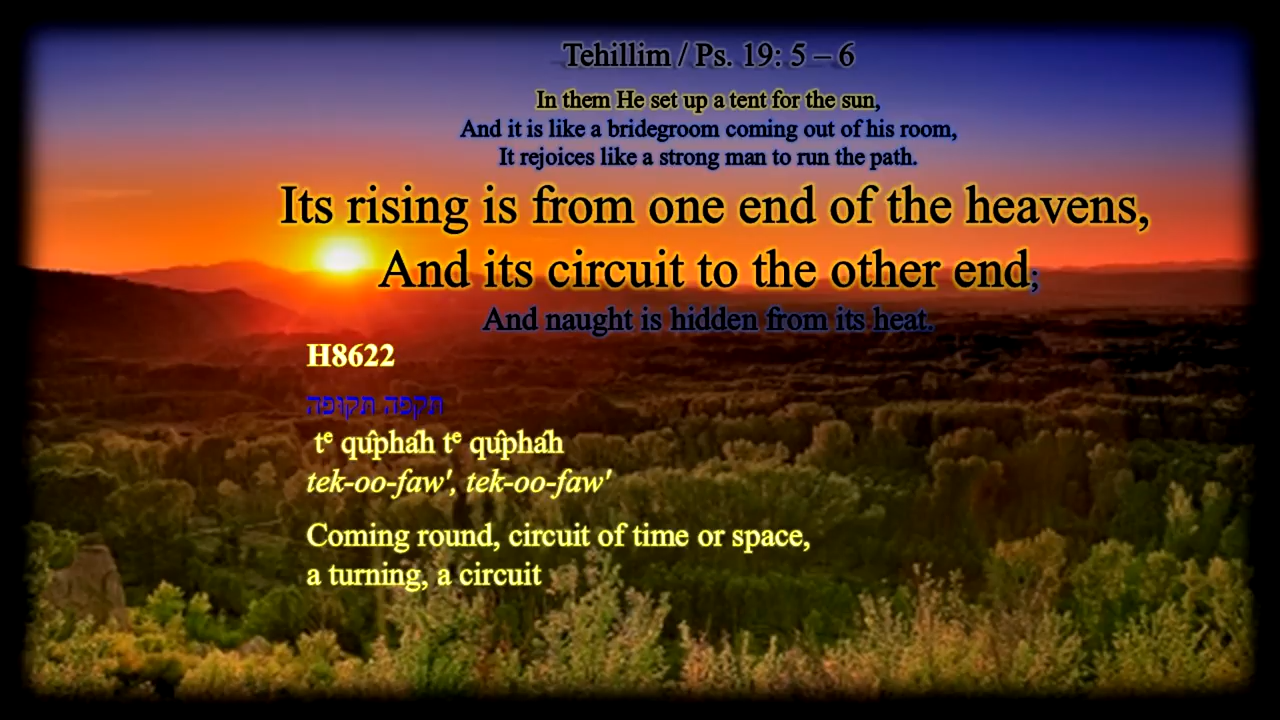 Tehillim / Ps. 19: 5 – 6
In them He set up a tent for the sun,
And it is like a bridegroom coming out of his room,
It rejoices like a strong man to run the path.
Its rising is from one end of the heavens,
And its circuit to the other end;
And naught is hidden from its heat.
H8622
תקפה תּקוּפה
tᵉ qûphâh tᵉ qûphâh
tek-oo-faw', tek-oo-faw'
Coming round, circuit of time or space,
a turning, a circuit